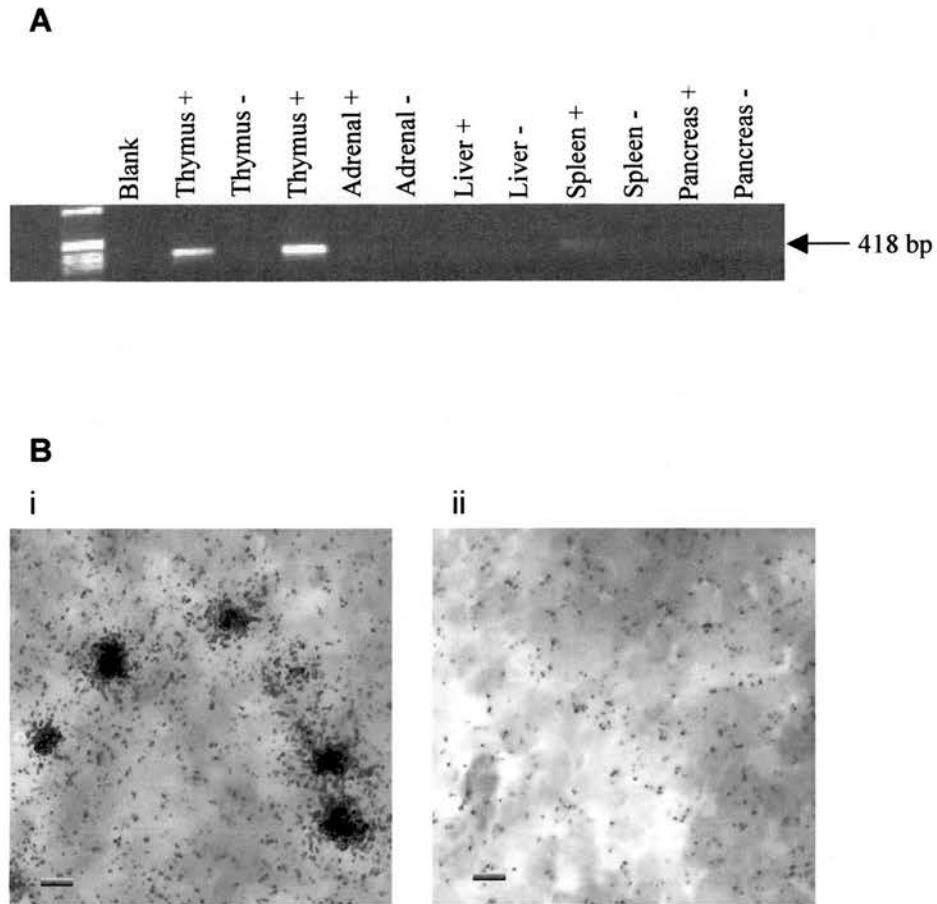 A
Blank
Thymus +
Thymus -
Thymus +
Adrenal +
Adrenal -
Liver +
Liver -
Spleen +
Spleen -
Pancreas +
Pancreas -
418 bp
B
i
ii